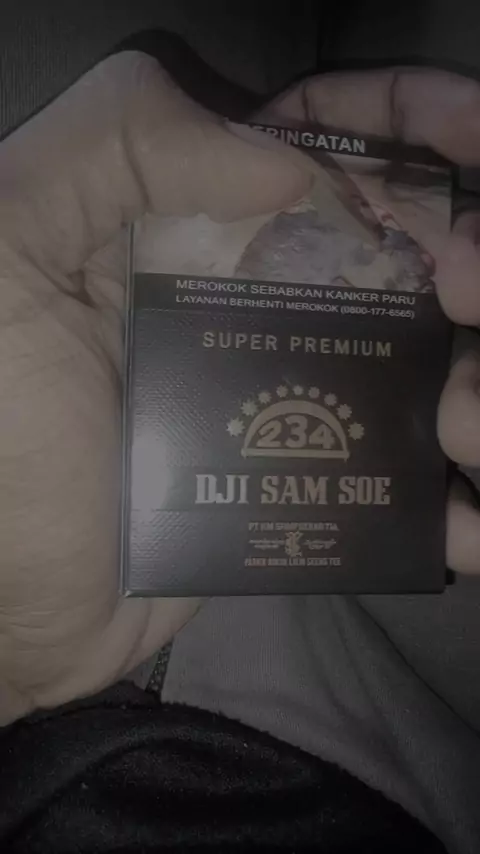 PERINGATAN
MEROKOK SEBABKAN KANKER PARU
LAYANAN BERHENTI MEROKOK (0800-177-6565)
SUPER PREMIUM
234
DJI SAM SOE